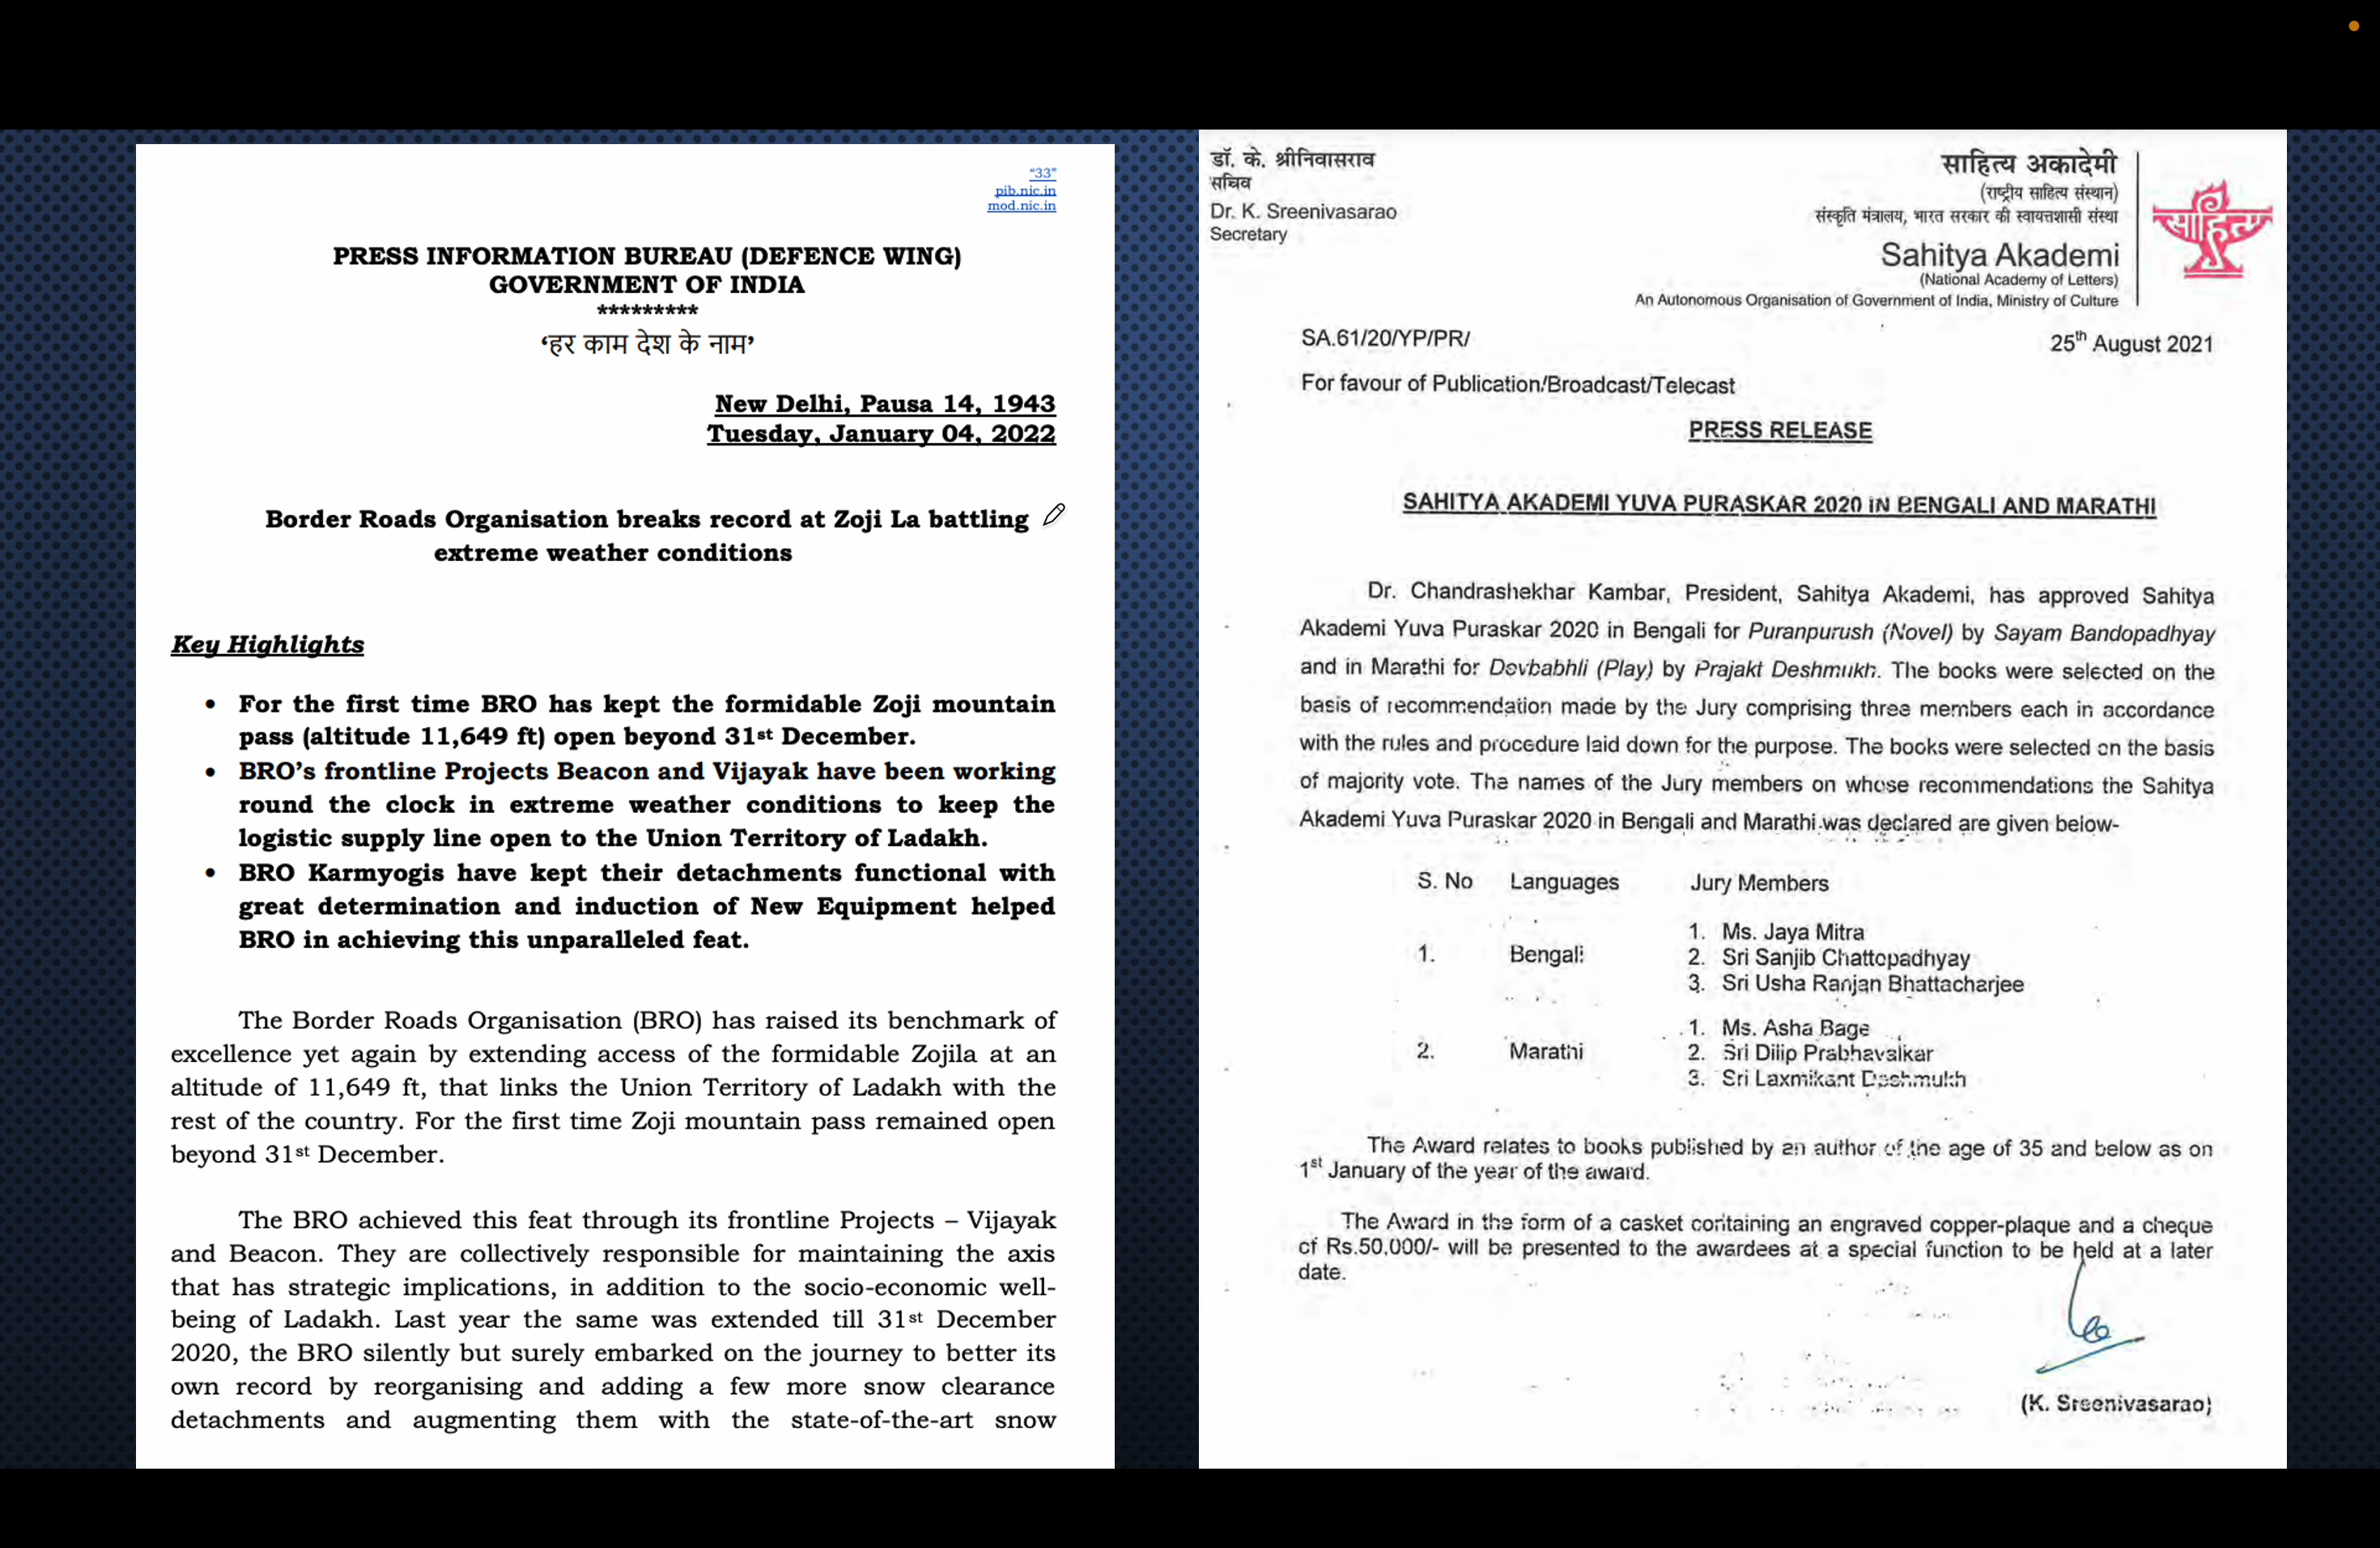 “33”
pib.nic.in
mod.nic.in
PRESS INFORMATION BUREAU (DEFENCE WING)
GOVERNMENT OF INDIA
*********
‘हर काम देश के नाम’
New Delhi, Pausa 14, 1943
Tuesday, January 04, 2022
Border Roads Organisation breaks record at Zoji La battling
extreme weather conditions
Key Highlights
• For the first time BRO has kept the formidable Zoji mountain
pass (altitude 11,649 ft) open beyond 31st December.
• BRO’s frontline Projects Beacon and Vijayak have been working
round the clock in extreme weather conditions to keep the
logistic supply line open to the Union Territory of Ladakh.
• BRO Karmyogis have kept their detachments functional with
great determination and induction of New Equipment helped
BRO in achieving this unparalleled feat.
The Border Roads Organisation (BRO) has raised its benchmark of
excellence yet again by extending access of the formidable Zojila at an
altitude of 11,649 ft, that links the Union Territory of Ladakh with the
rest of the country. For the first time Zoji mountain pass remained open
beyond 31st December.
The BRO achieved this feat through its frontline Projects – Vijayak
and Beacon. They are collectively responsible for maintaining the axis
that has strategic implications, in addition to the socio-economic well-
being of Ladakh. Last year the same was extended till 31st December
2020, the BRO silently but surely embarked on the journey to better its
own record by reorganising and adding a few more snow clearance
detachments and augmenting them with the state-of-the-art snow
डॉ. के. श्रीनिवासराव
सचिव
Dr. K. Sreenivasarao
Secretary
साहित्य अकादेमी
(राष्ट्रीय साहित्य संस्थान)
संस्कृति मंत्रालय, भारत सरकार की स्वायत्तशासी संस्था
Sahitya Akademi
(National Academy of Letters)
An Autonomous Organisation of Government of India, Ministry of Culture
साहित्य
SA.61/20/YP/PR/
25th August 2021
For favour of Publication/Broadcast/Telecast
PRESS RELEASE
SAHITYA AKADEMI YUVA PURASKAR 2020 IN BENGALI AND MARATHI
Dr. Chandrashekhar Kambar, President, Sahitya Akademi, has approved Sahitya
Akademi Yuva Puraskar 2020 in Bengali for Puranpurush (Novel) by Sayam Bandopadhyay
and in Marathi for Devbabhli (Play) by Prajakt Deshmukh. The books were selected on the
basis of recommendation made by the Jury comprising three members each in accordance
with the rules and procedure laid down for the purpose. The books were selected on the basis
of majority vote. The names of the Jury members on whose recommendations the Sahitya
Akademi Yuva Puraskar 2020 in Bengali and Marathi was declared are given below-
S. No Languages Jury Members
1. Bengali
1. Ms. Jaya Mitra
2. Sri Sanjib Chattopadhyay
3. Sri Usha Ranjan Bhattacharjee
2. Marathi
1. Ms. Asha Bage
2. Sri Dilip Prabhavalkar
3. Sri Laxmikant Deshmukh
The Award relates to books published by an author of the age of 35 and below as on
1st January of the year of the award.
The Award in the form of a casket containing an engraved copper-plaque and a cheque
of Rs.50,000/- will be presented to the awardees at a special function to be held at a later
date.
(K. Sreenivasarao)